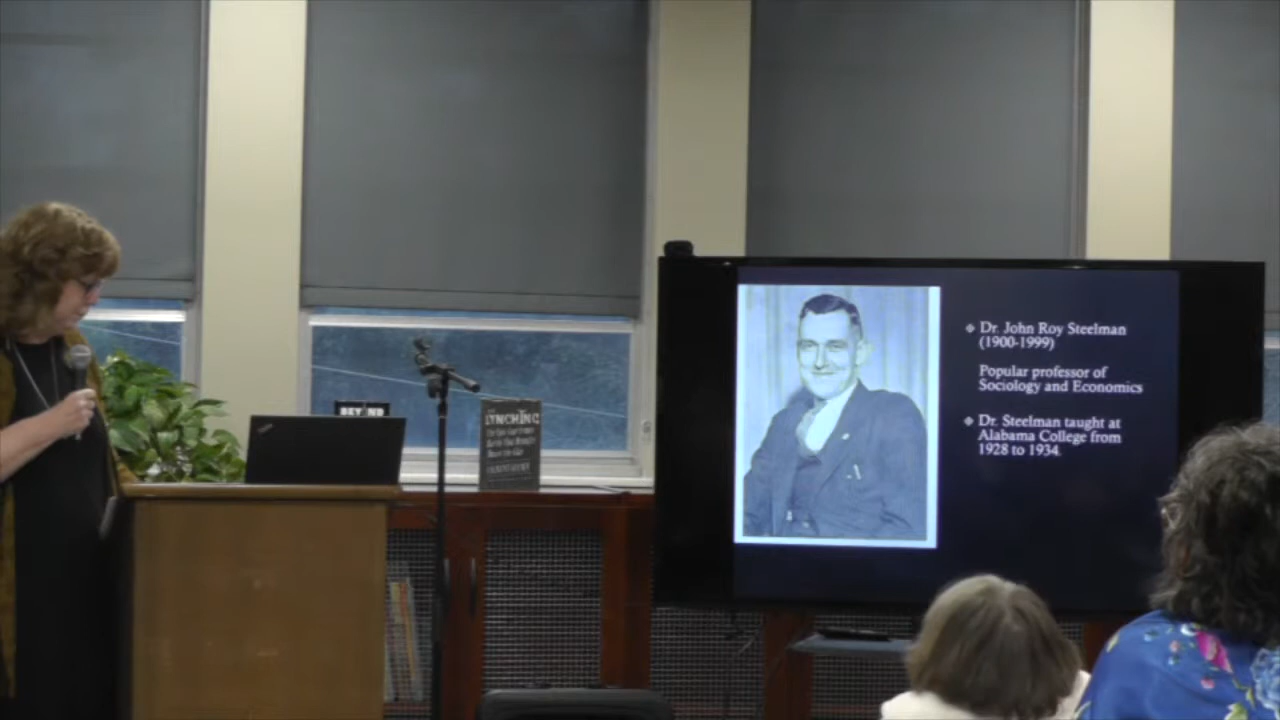 BEYOND
LYNCHING
Dr. John Roy Steelman
(1900-1999)
Popular professor of
Sociology and Economics
Dr. Steelman taught at
Alabama College from
1928 to 1934.